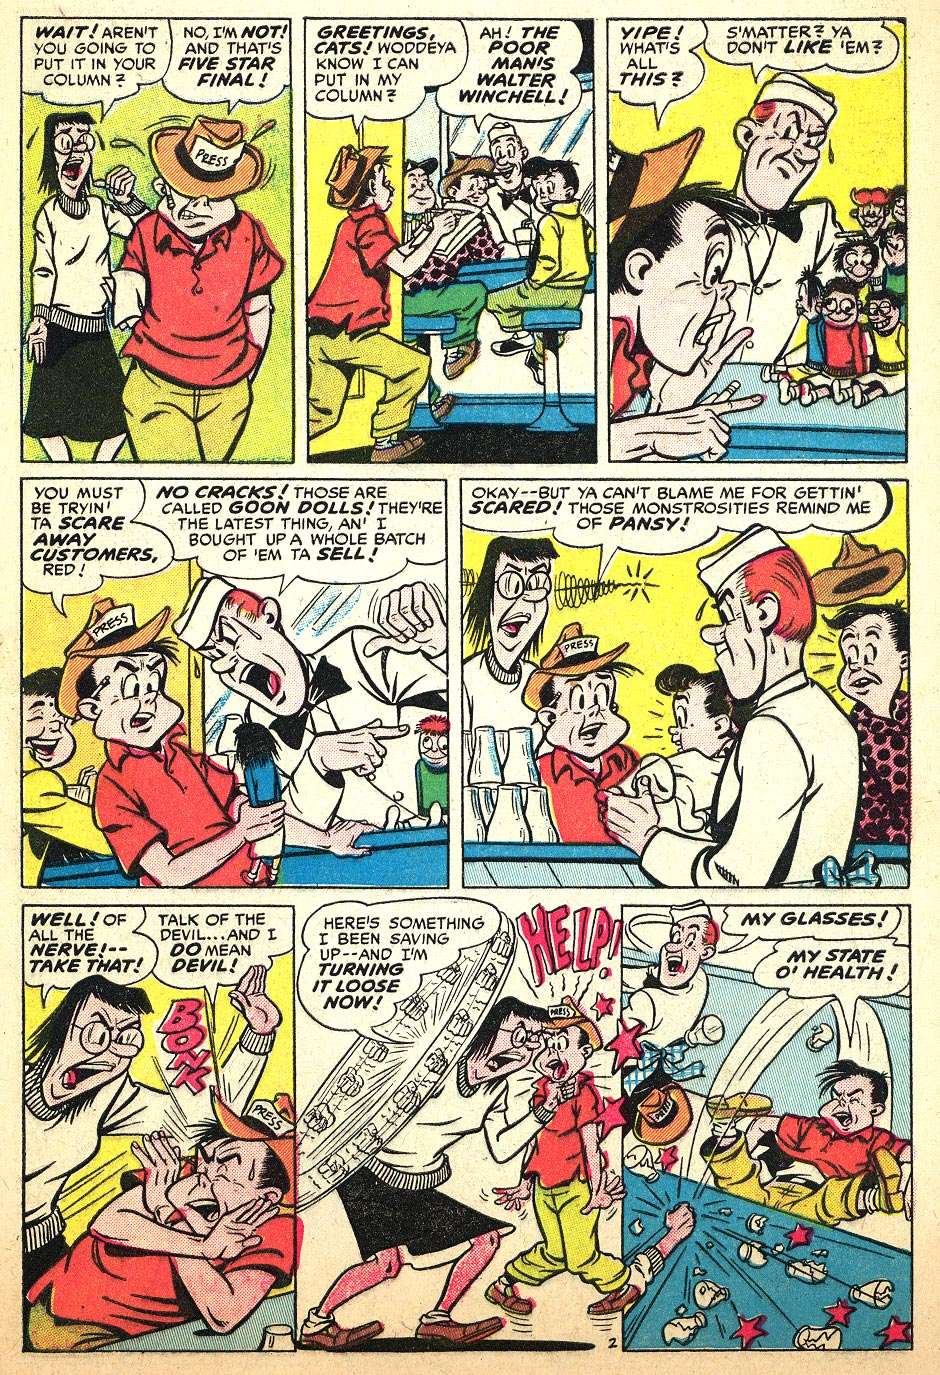 WAIT! AREN'T
YOU GOING TO
PUT IT IN YOUR
COLUMN?
NO, I'M NOT!
AND THAT'S
FIVE STAR
FINAL!
PRESS
GREETINGS,
CATS! WODDEYA
KNOW I CAN
PUT IN MY
COLUMN?
AH! THE
POOR
MAN'S
WALTER
WINCHELL!
YIPE!
WHAT'S
ALL
THIS?
S'MATTER? YA
DON'T LIKE 'EM?
YOU MUST
BE TRYIN'
TA SCARE
AWAY
CUSTOMERS,
RED!
NO CRACKS! THOSE ARE
CALLED GOON DOLLS! THEY'RE
THE LATEST THING, AN' I
BOUGHT UP A WHOLE BATCH
OF 'EM TA SELL!
PRESS
OKAY--BUT YA CAN'T BLAME ME FOR GETTIN'
SCARED! THOSE MONSTROSITIES REMIND ME
OF PANSY!
PRESS
WELL! OF
ALL THE
NERVE!--
TAKE THAT!
TALK OF THE
DEVIL...AND I
DO MEAN
DEVIL!
BONK
PRESS
HERE'S SOMETHING
I BEEN SAVING
UP--AND I'M
TURNING
IT LOOSE
NOW!
HELP!
PRESS
2
MY GLASSES!
MY STATE
O' HEALTH!
PRESS